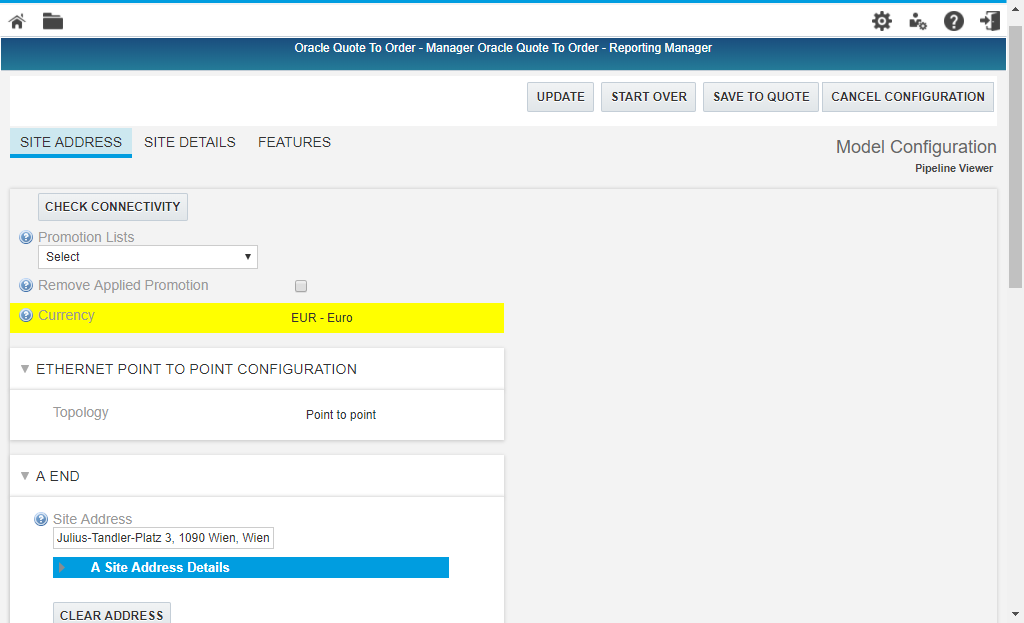 Oracle Quote To Order - Manager Oracle Quote To Order - Reporting Manager
UPDATE START OVER SAVE TO QUOTE CANCEL CONFIGURATION
SITE ADDRESS SITE DETAILS FEATURES
Model Configuration
Pipeline Viewer
CHECK CONNECTIVITY
Promotion Lists
Select
Remove Applied Promotion
Currency EUR - Euro
ETHERNET POINT TO POINT CONFIGURATION
Topology Point to point
A END
Site Address
Julius-Tandler-Platz 3, 1090 Wien, Wien
A Site Address Details
CLEAR ADDRESS